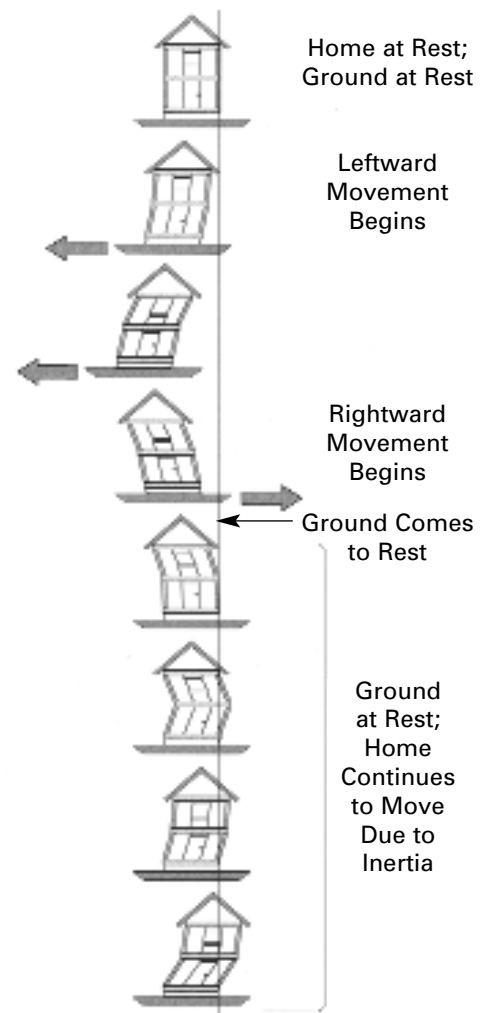 Home at Rest;
Ground at Rest
Leftward
Movement
Begins
Rightward
Movement
Begins
Ground Comes
to Rest
Ground
at Rest;
Home
Continues
to Move
Due to
Inertia